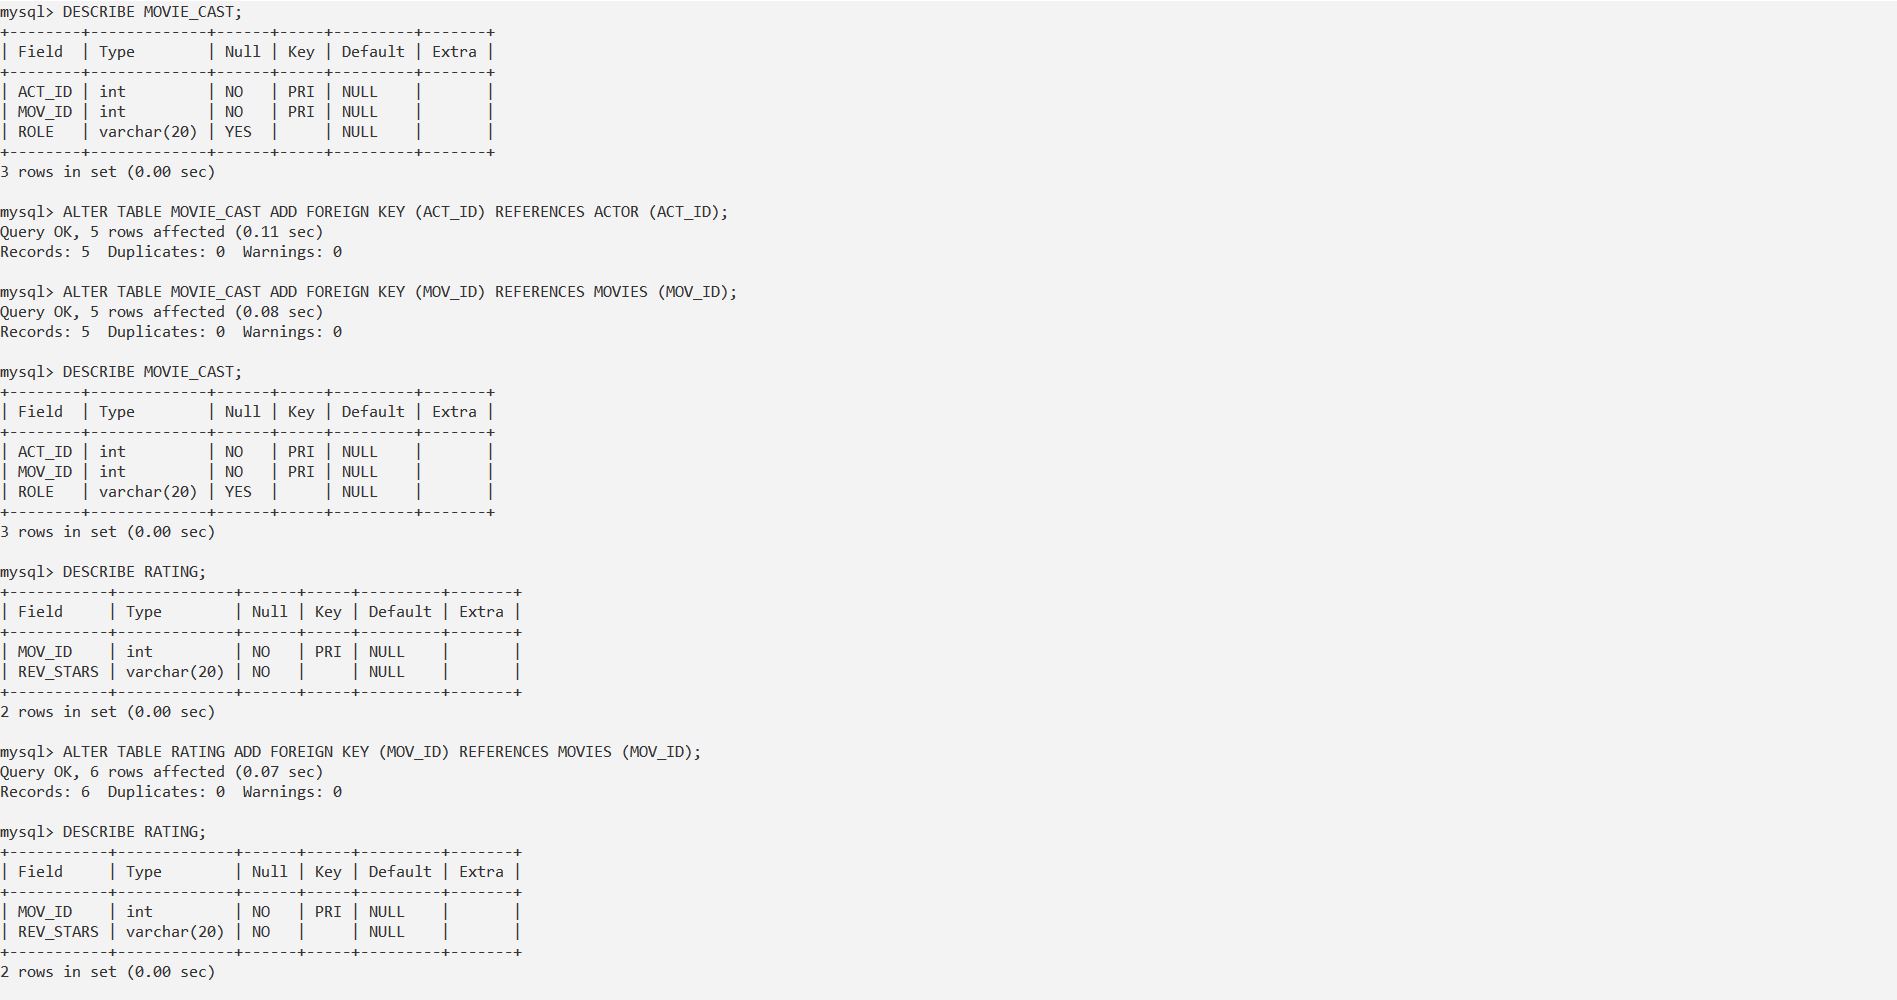 mysql> DESCRIBE MOVIE_CAST;
+--------+-------------+------+-----+---------+-------+
| Field  | Type        | Null | Key | Default | Extra |
+--------+-------------+------+-----+---------+-------+
| ACT_ID | int         | NO   | PRI | NULL    |       |
| MOV_ID | int         | NO   | PRI | NULL    |       |
| ROLE   | varchar(20) | YES  |     | NULL    |       |
+--------+-------------+------+-----+---------+-------+
3 rows in set (0.00 sec)

mysql> ALTER TABLE MOVIE_CAST ADD FOREIGN KEY (ACT_ID) REFERENCES ACTOR (ACT_ID);
Query OK, 5 rows affected (0.11 sec)
Records: 5  Duplicates: 0  Warnings: 0

mysql> ALTER TABLE MOVIE_CAST ADD FOREIGN KEY (MOV_ID) REFERENCES MOVIES (MOV_ID);
Query OK, 5 rows affected (0.08 sec)
Records: 5  Duplicates: 0  Warnings: 0

mysql> DESCRIBE MOVIE_CAST;
+--------+-------------+------+-----+---------+-------+
| Field  | Type        | Null | Key | Default | Extra |
+--------+-------------+------+-----+---------+-------+
| ACT_ID | int         | NO   | PRI | NULL    |       |
| MOV_ID | int         | NO   | PRI | NULL    |       |
| ROLE   | varchar(20) | YES  |     | NULL    |       |
+--------+-------------+------+-----+---------+-------+
3 rows in set (0.00 sec)

mysql> DESCRIBE RATING;
+-----------+-------------+------+-----+---------+-------+
| Field     | Type        | Null | Key | Default | Extra |
+-----------+-------------+------+-----+---------+-------+
| MOV_ID    | int         | NO   | PRI | NULL    |       |
| REV_STARS | varchar(20) | NO   |     | NULL    |       |
+-----------+-------------+------+-----+---------+-------+
2 rows in set (0.00 sec)

mysql> ALTER TABLE RATING ADD FOREIGN KEY (MOV_ID) REFERENCES MOVIES (MOV_ID);
Query OK, 6 rows affected (0.07 sec)
Records: 6  Duplicates: 0  Warnings: 0

mysql> DESCRIBE RATING;
+-----------+-------------+------+-----+---------+-------+
| Field     | Type        | Null | Key | Default | Extra |
+-----------+-------------+------+-----+---------+-------+
| MOV_ID    | int         | NO   | PRI | NULL    |       |
| REV_STARS | varchar(20) | NO   |     | NULL    |       |
+-----------+-------------+------+-----+---------+-------+
2 rows in set (0.00 sec)